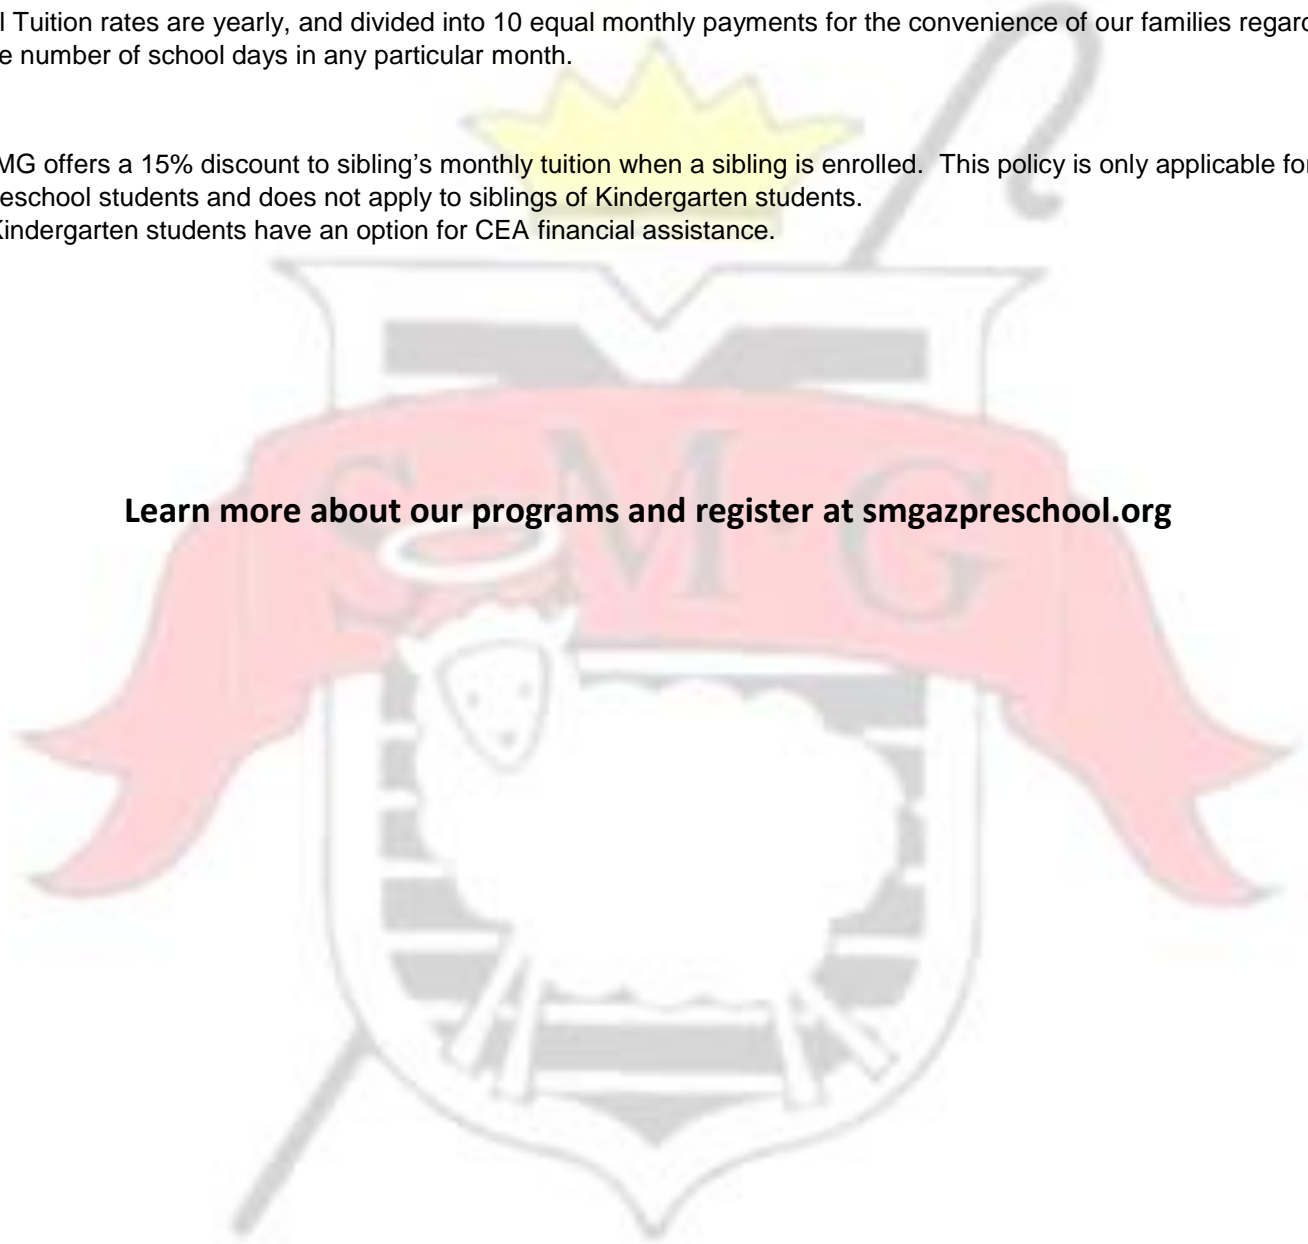 l Tuition rates are yearly, and divided into 10 equal monthly payments for the convenience of our families regard
e number of school days in any particular month.
MG offers a 15% discount to sibling’s monthly tuition when a sibling is enrolled.  This policy is only applicable for
eschool students and does not apply to siblings of Kindergarten students.
Kindergarten students have an option for CEA financial assistance.
S M G
Learn more about our programs and register at smgazpreschool.org